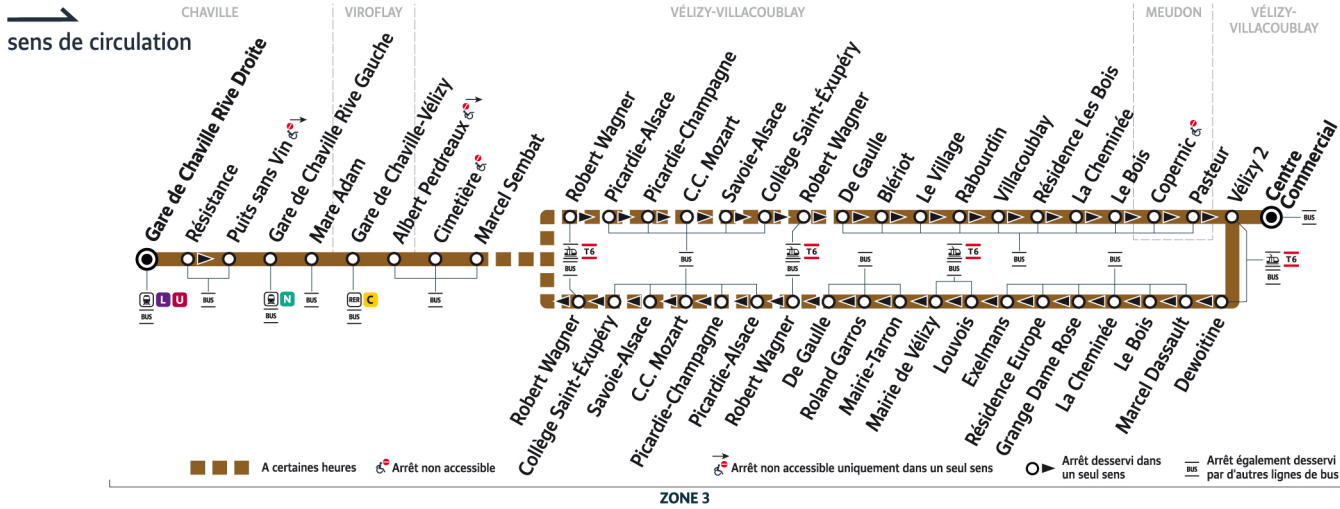 CHAVILLE
VIROFLAY
VÉLIZY-VILLACOUBLAY
MEUDON
VÉLIZY-
VILLACOUBLAY
sens de circulation
Gare de Chaville Rive Droite
Résistance
Puits sans Vin
Gare de Chaville Rive Gauche
Mare Adam
Gare de Chaville-Vélizy
Albert Perdreaux
Cimetière
Marcel Sembat
Robert Wagner
Picardie-Alsace
Picardie-Champagne
C.C. Mozart
Savoie-Alsace
Collège Saint-Éxupéry
Robert Wagner
De Gaulle
Blériot
Le Village
Rabourdin
Villacoublay
Résidence Les Bois
La Cheminée
Le Bois
Copernic
Pasteur
Vélizy 2
Centre
Commercial
BUS
L U
BUS
BUS
N
BUS
BUS
RER C
BUS
BUS
T6
BUS
BUS
T6
BUS
BUS
T6
BUS
BUS
T6
BUS
Robert Wagner
Collège Saint-Éxupéry
Savoie-Alsace
C.C. Mozart
Picardie-Champagne
Picardie-Alsace
Robert Wagner
De Gaulle
Roland Garros
Mairie-Tarron
Mairie de Vélizy
Louvois
Exelmans
Résidence Europe
Grange Dame Rose
La Cheminée
Le Bois
Marcel Dassault
Dewoitine
A certaines heures
Arrêt non accessible
Arrêt non accessible uniquement dans un seul sens
Arrêt desservi dans
un seul sens
BUS
Arrêt également desservi
par d'autres lignes de bus
ZONE 3